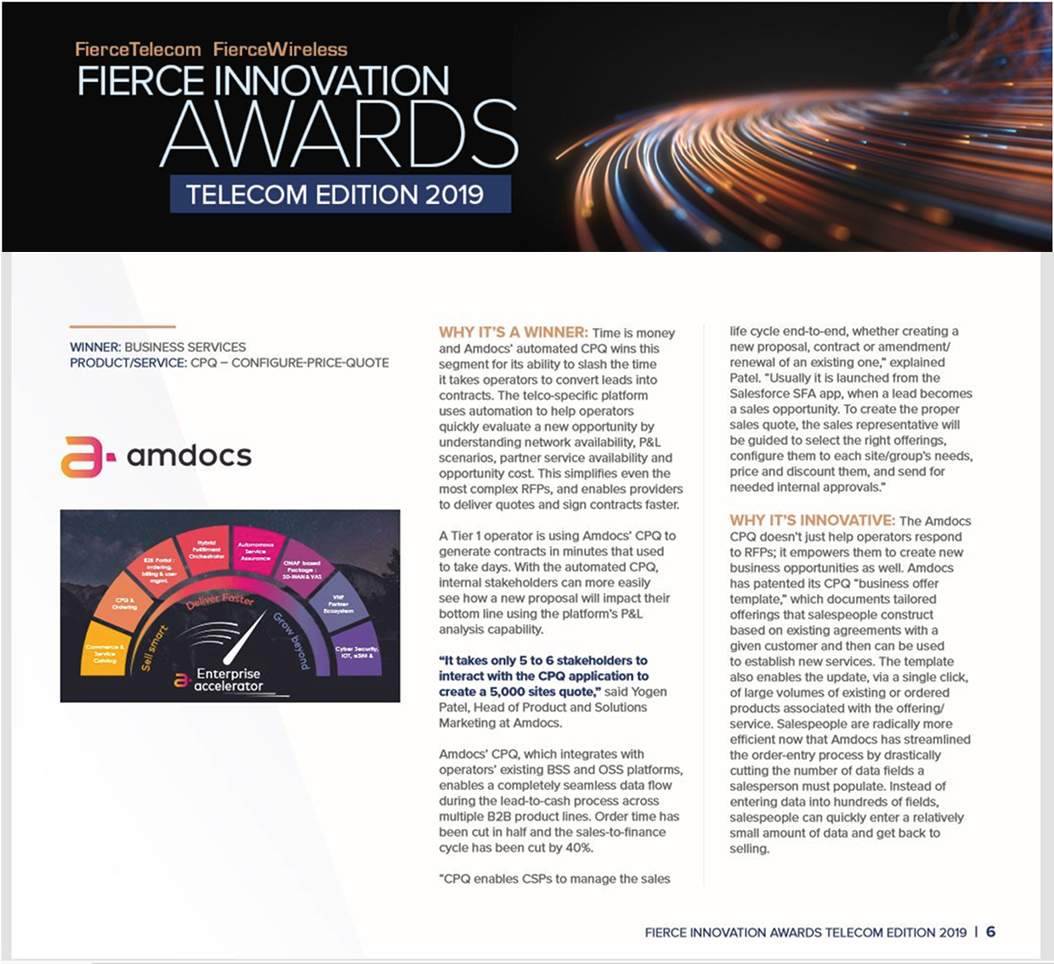 FierceTelecom FierceWireless
FIERCE INNOVATION
AWARDS
TELECOM EDITION 2019
WINNER: BUSINESS SERVICES
PRODUCT/SERVICE: CPQ – CONFIGURE-PRICE-QUOTE
amdocs
Commerce &
Service
Catalog
CPQ &
Ordering
B2B Portal :
ordering,
billing & user
mgmt.
Hybrid
Fulfillment
Orchestrator
Autonomous
Service
Assurance
ONAP based
Package :
SD-WAN & VAS
VNF
Partner
Ecosystem
Cyber Security,
IOT, eSIM &
Sell smart
Deliver Faster
Grow beyond
Enterprise
accelerator
WHY IT’S A WINNER: Time is money
and Amdocs’ automated CPQ wins this
segment for its ability to slash the time
it takes operators to convert leads into
contracts. The telco-specific platform
uses automation to help operators
quickly evaluate a new opportunity by
understanding network availability, P&L
scenarios, partner service availability and
opportunity cost. This simplifies even the
most complex RFPs, and enables providers
to deliver quotes and sign contracts faster.
A Tier 1 operator is using Amdocs’ CPQ to
generate contracts in minutes that used
to take days. With the automated CPQ,
internal stakeholders can more easily
see how a new proposal will impact their
bottom line using the platform’s P&L
analysis capability.
“It takes only 5 to 6 stakeholders to
interact with the CPQ application to
create a 5,000 sites quote,” said Yogen
Patel, Head of Product and Solutions
Marketing at Amdocs.
Amdocs’ CPQ, which integrates with
operators’ existing BSS and OSS platforms,
enables a completely seamless data flow
during the lead-to-cash process across
multiple B2B product lines. Order time has
been cut in half and the sales-to-finance
cycle has been cut by 40%.
“CPQ enables CSPs to manage the sales
life cycle end-to-end, whether creating a
new proposal, contract or amendment/
renewal of an existing one,” explained
Patel. “Usually it is launched from the
Salesforce SFA app, when a lead becomes
a sales opportunity. To create the proper
sales quote, the sales representative will
be guided to select the right offerings,
configure them to each site/group’s needs,
price and discount them, and send for
needed internal approvals.”
WHY IT’S INNOVATIVE: The Amdocs
CPQ doesn’t just help operators respond
to RFPs; it empowers them to create new
business opportunities as well. Amdocs
has patented its CPQ “business offer
template,” which documents tailored
offerings that salespeople construct
based on existing agreements with a
given customer and then can be used
to establish new services. The template
also enables the update, via a single click,
of large volumes of existing or ordered
products associated with the offering/
service. Salespeople are radically more
efficient now that Amdocs has streamlined
the order-entry process by drastically
cutting the number of data fields a
salesperson must populate. Instead of
entering data into hundreds of fields,
salespeople can quickly enter a relatively
small amount of data and get back to
selling.
FIERCE INNOVATION AWARDS TELECOM EDITION 2019 | 6